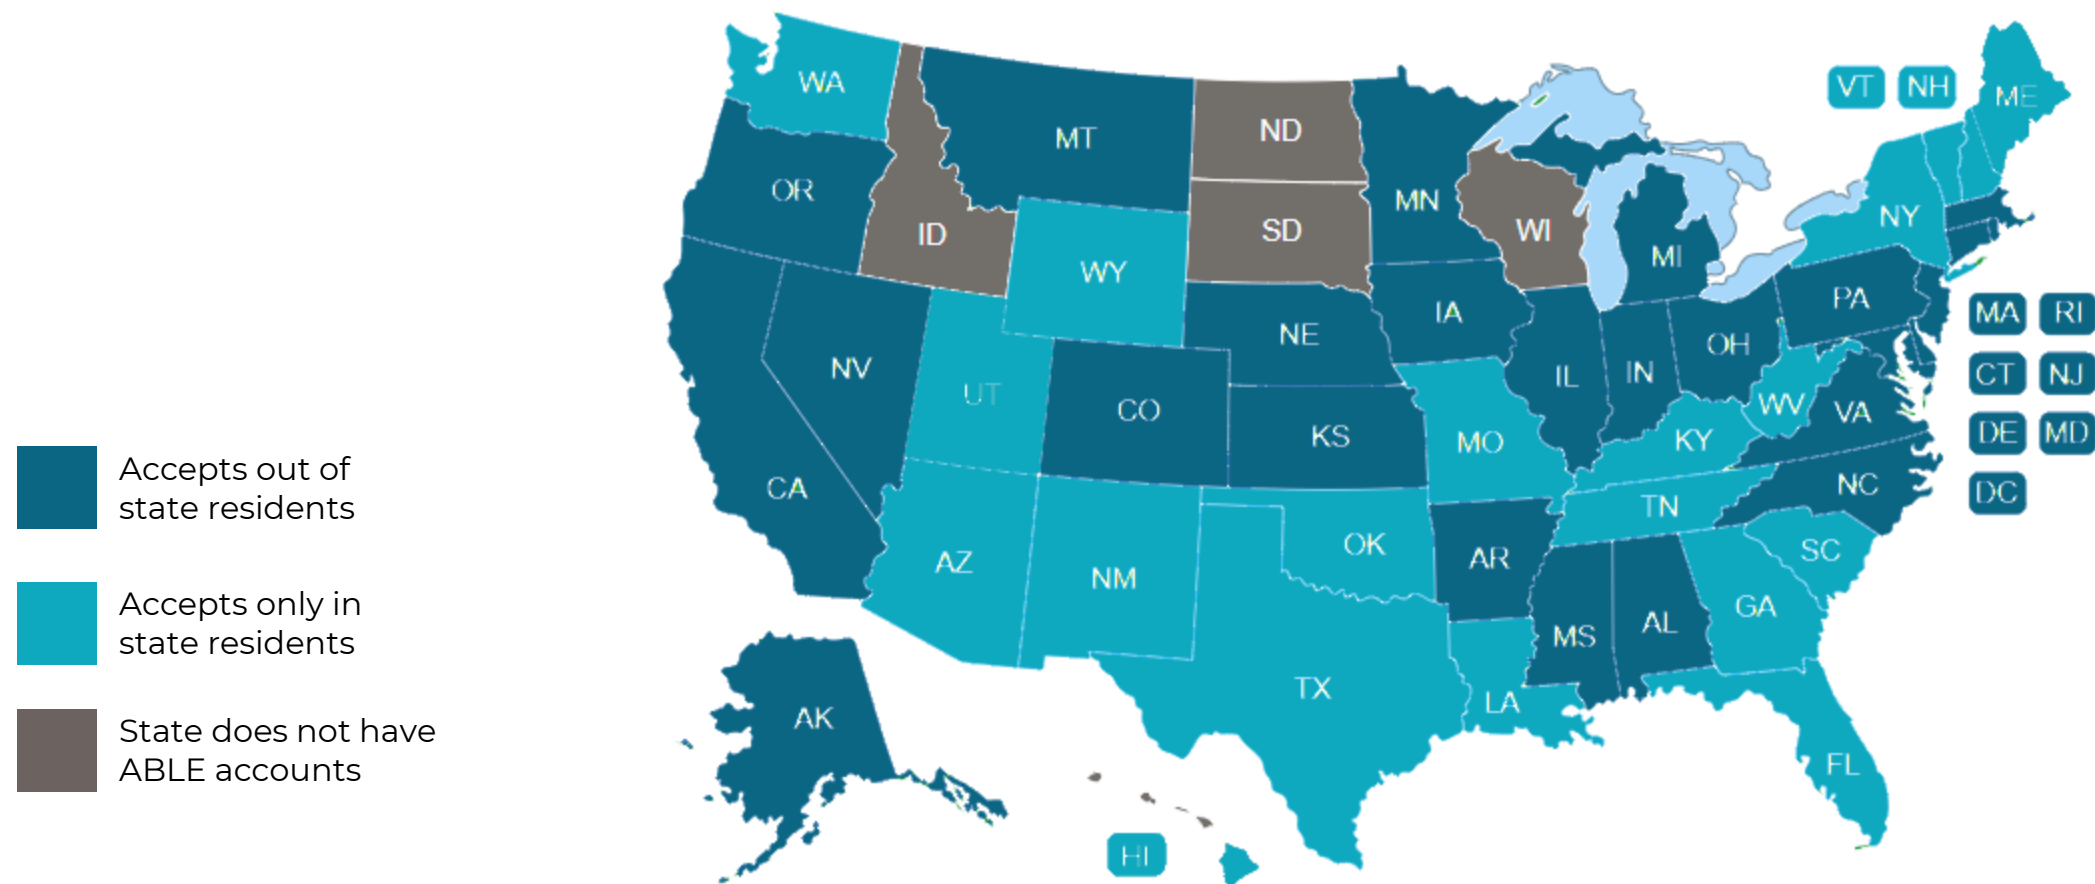 WA
VT NH
ME
MT
ND
OR
MN
NY
ID
SD
WI
MI
WY
PA
IA
MA RI
NE
OH
NV
IN
IL
CT NJ
UT
CO
WV
VA
KS
MO
KY
DE MD
Accepts out of
state residents
CA
NC
DC
TN
OK
SC
AZ
NM
AR
Accepts only in
state residents
GA
MS
AL
TX
LA
AK
State does not have
ABLE accounts
FL
HI